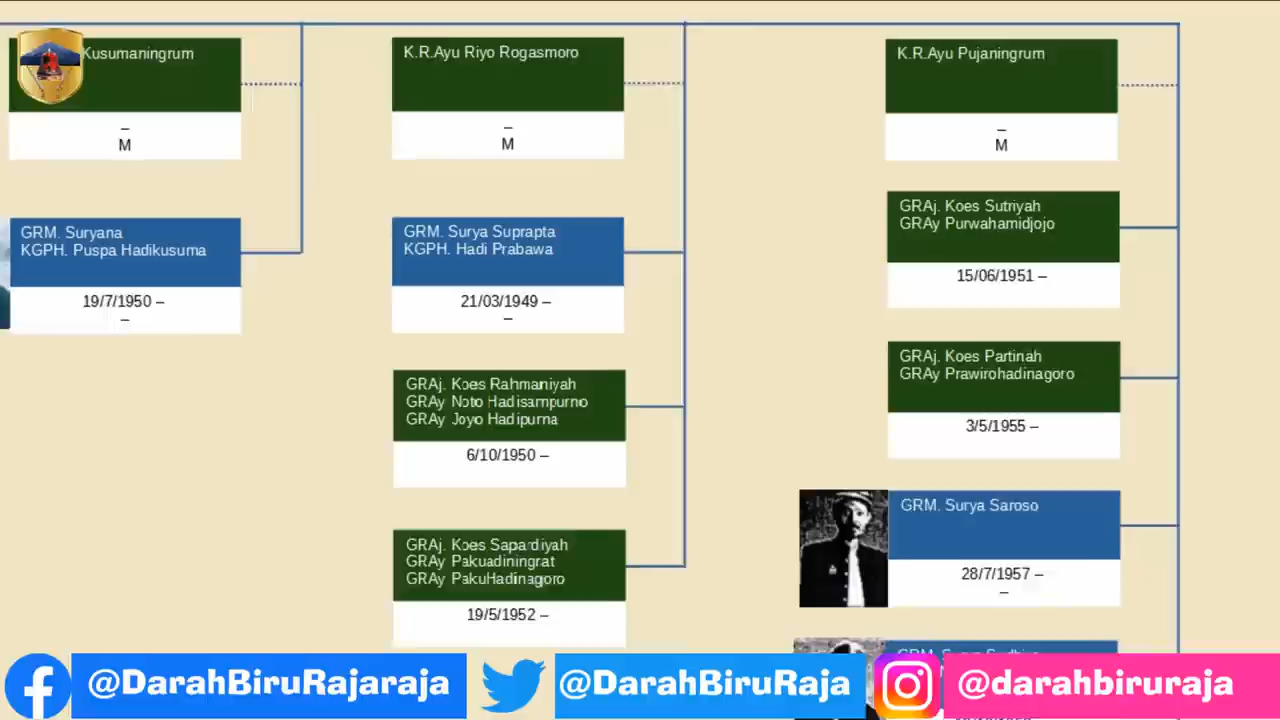 Kusumaningrum
–
M
GRM. Suryana
KGPH. Puspa Hadikusuma
19/7/1950 –
–
K.R.Ayu Riyo Rogasmoro
–
M
GRM. Surya Suprapta
KGPH. Hadi Prabawa
21/03/1949 –
–
GRAj. Koes Rahmaniyah
GRAy Noto Hadisampurno
GRAy Joyo Hadipurna
6/10/1950 –
GRAj. Koes Sapardiyah
GRAy Pakuadiningrat
GRAy PakuHadinagoro
19/5/1952 –
K.R.Ayu Pujaningrum
–
M
GRAj. Koes Sutriyah
GRAy Purwahamidjojo
15/06/1951 –
GRAj. Koes Partinah
GRAy Prawirohadinagoro
3/5/1955 –
GRM. Surya Saroso
28/7/1957 –
–
GRM.
@DarahBiruRajaraja
@DarahBiruRaja
@darahbiruraja